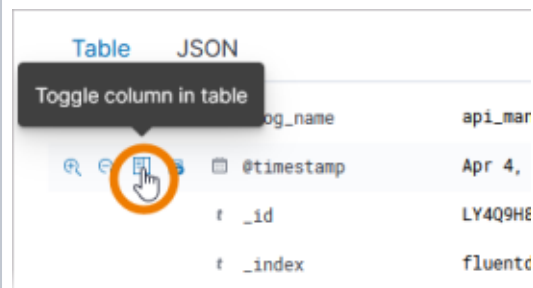 Table JSON
Toggle column in table
og_name api_mar
@timestamp Apr 4,
t _id LY4Q9H8
t _index fluentd